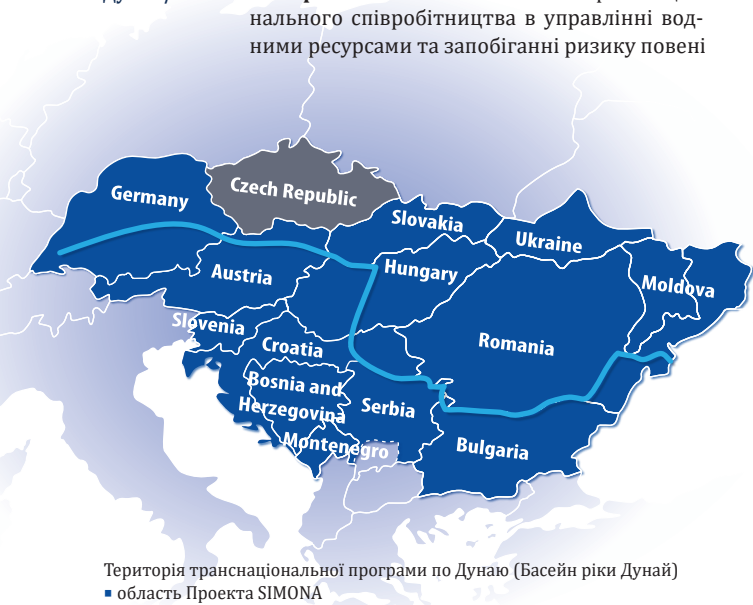 нального співробітництва в управлінні вод-
ними ресурсами та запобіганні ризику повені
Czech Republic
Germany
Slovakia
Ukraine
Austria
Hungary
Moldova
Slovenia
Croatia
Romania
Bosnia and
Herzegovina
Serbia
Montenegro
Bulgaria
Територія транснаціональної програми по Дунаю (Басейн ріки Дунай)
▪ область Проекта SIMONA